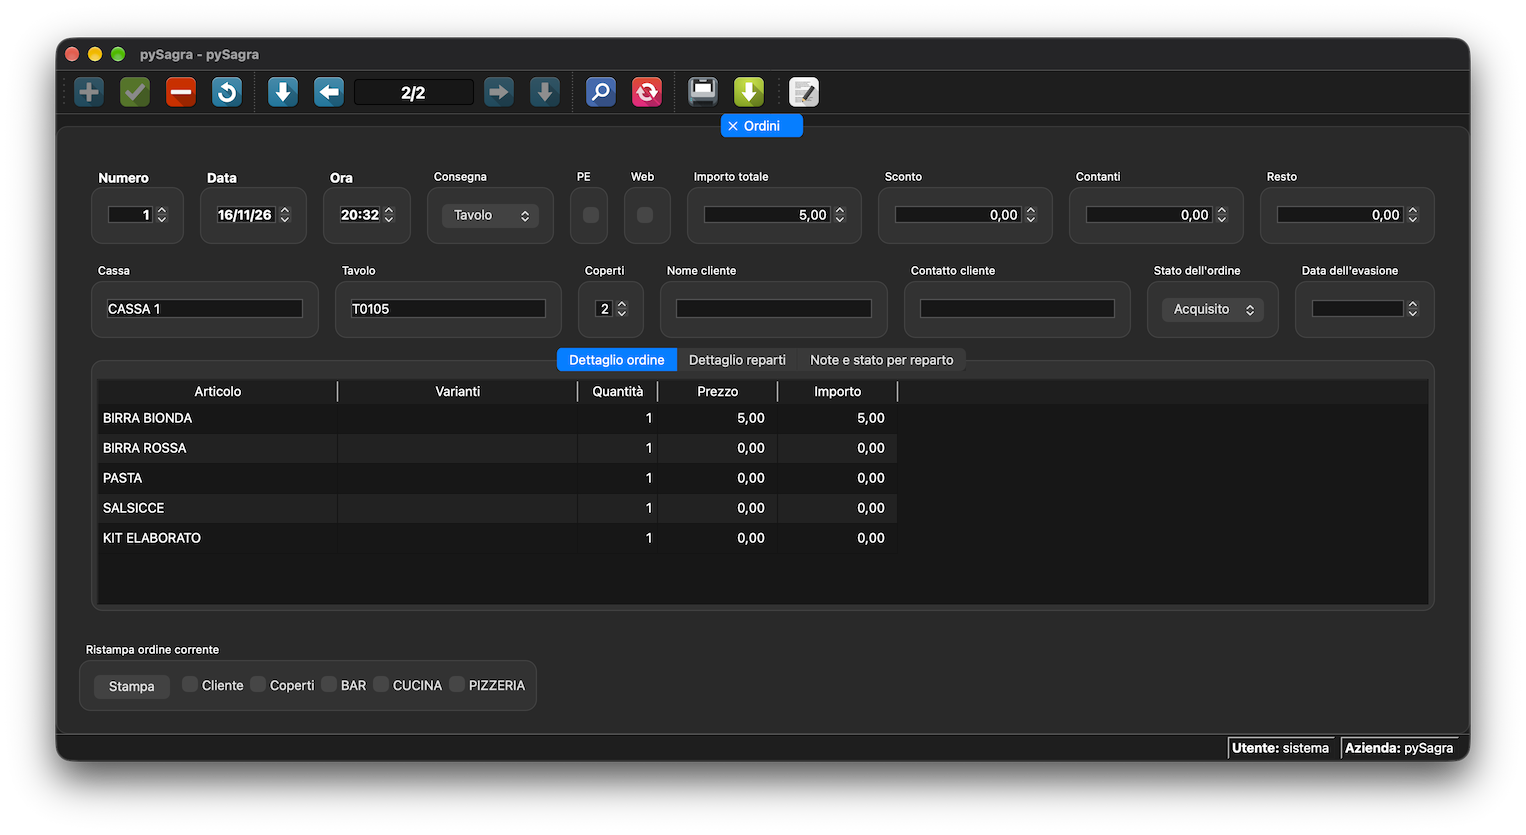 pySagra - pySagra
2/2
Ordini
Numero Data Ora Consegna PE Web Importo totale Sconto Contanti Resto
1 16/11/26 20:32 Tavolo 5,00 0,00 0,00 0,00
Cassa Tavolo Coperti Nome cliente Contatto cliente Stato dell'ordine Data dell'evasione
CASSA 1 T0105 2 Acquisito
Dettaglio ordine Dettaglio reparti Note e stato per reparto
Articolo Varianti Quantità Prezzo Importo
BIRRA BIONDA 1 5,00 5,00
BIRRA ROSSA 1 0,00 0,00
PASTA 1 0,00 0,00
SALSICCE 1 0,00 0,00
KIT ELABORATO 1 0,00 0,00
Ristampa ordine corrente
Stampa Cliente Coperti BAR CUCINA PIZZERIA
Utente: sistema Azienda: pySagra